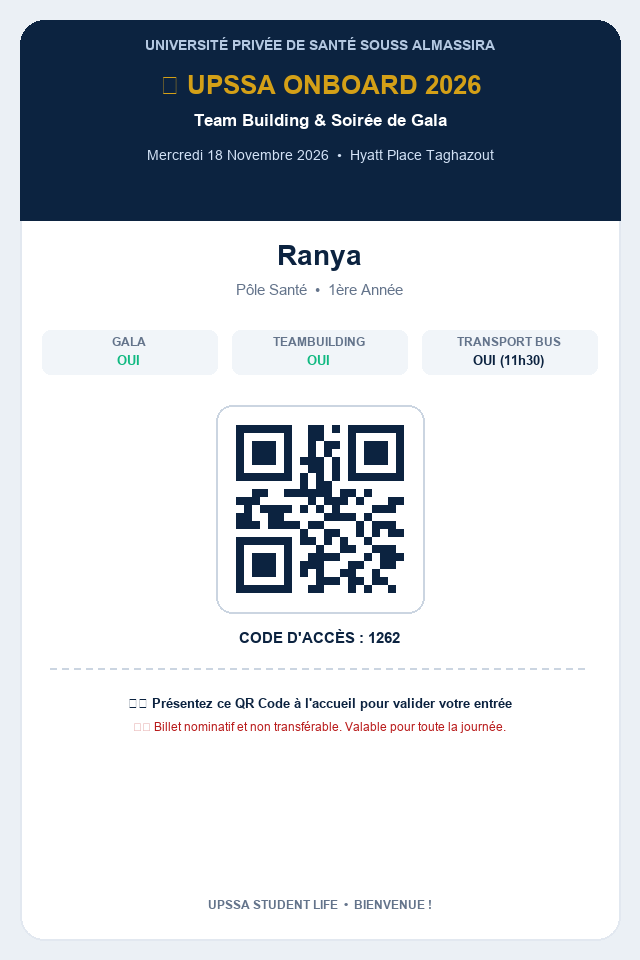 UNIVERSITÉ PRIVÉE DE SANTÉ SOUSS ALMASSIRA
UPSSA ONBOARD 2026
Team Building & Soirée de Gala
Mercredi 18 Novembre 2026 • Hyatt Place Taghazout
Ranya
Pôle Santé • 1ère Année
GALA
OUI
TEAMBUILDING
OUI
TRANSPORT BUS
OUI (11h30)
CODE D'ACCÈS : 1262
Présentez ce QR Code à l'accueil pour valider votre entrée
Billet nominatif et non transférable. Valable pour toute la journée.
UPSSA STUDENT LIFE • BIENVENUE !